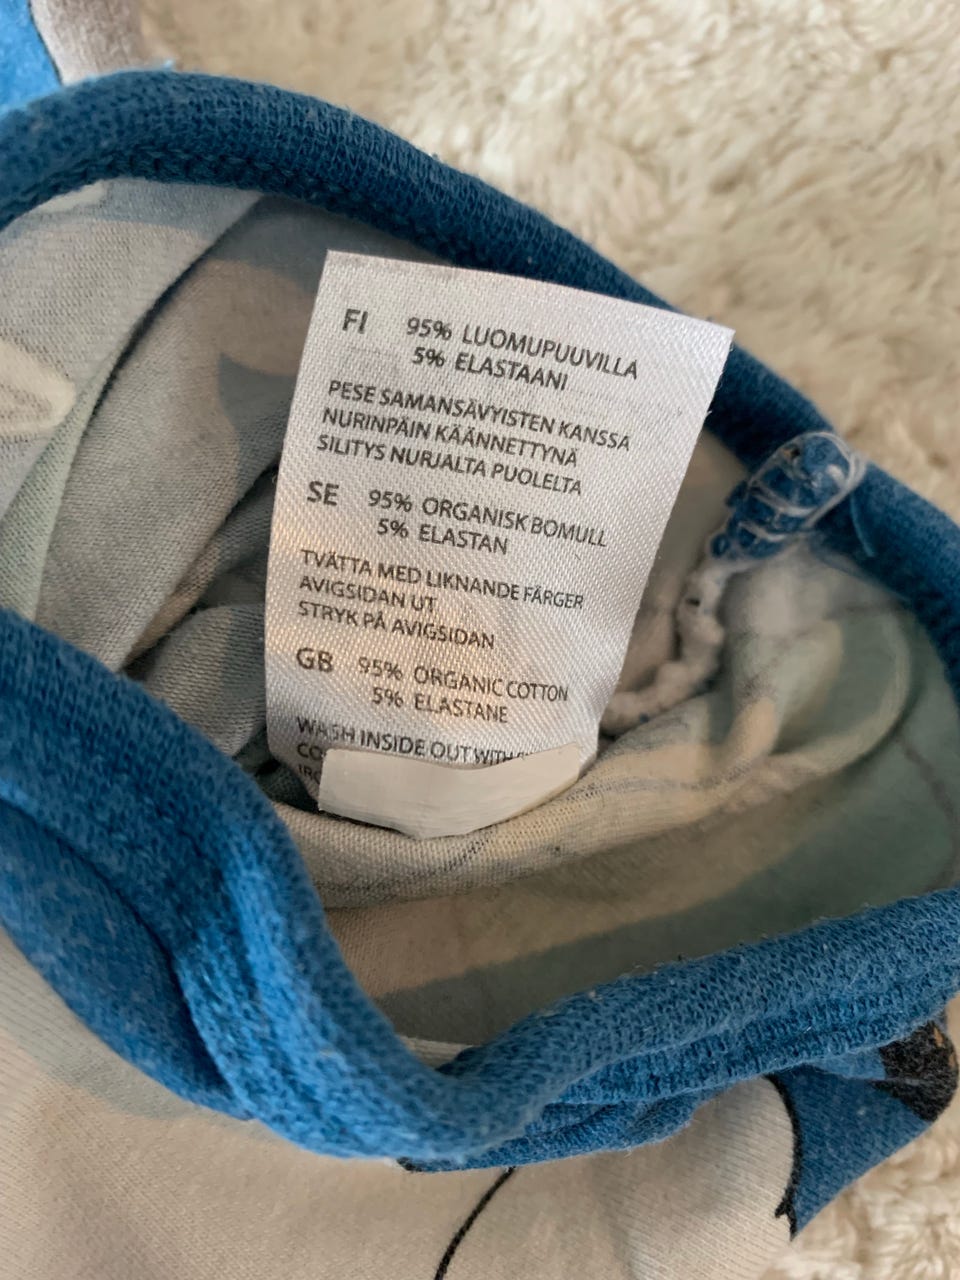 FI 95% LUOMUPUUVILLA
5% ELASTAANI
PESE SAMANSÄVYISTEN KANSSA
NURINPÄIN KÄÄNNETTYNÄ
SILITYS NURJALTA PUOLELTA
SE 95% ORGANISK BOMULL
5% ELASTAN
TVÄTTA MED LIKNANDE FÄRGER
AVIGSIDAN UT
STRYK PÅ AVIGSIDAN
GB 95% ORGANIC COTTON
5% ELASTANE
WASH INSIDE OUT WITH